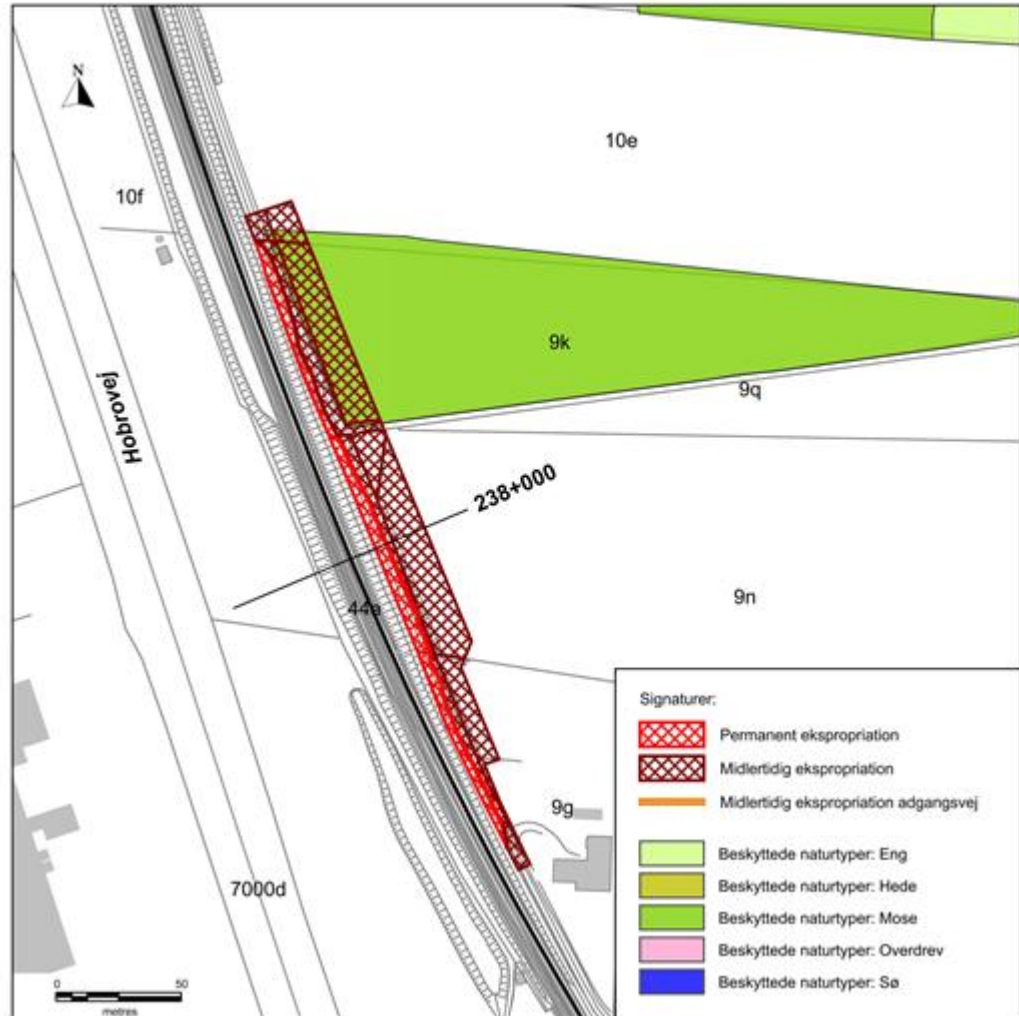 N
10e
10f
9k
9q
Hobrovej
238+000
44a
9n
9g
7000d
0 50
metres
Signaturer:
Permanent ekspropriation
Midlertidig ekspropriation
Midlertidig ekspropriation adgangsvej
Beskyttede naturtyper: Eng
Beskyttede naturtyper: Hede
Beskyttede naturtyper: Mose
Beskyttede naturtyper: Overdrev
Beskyttede naturtyper: Sø